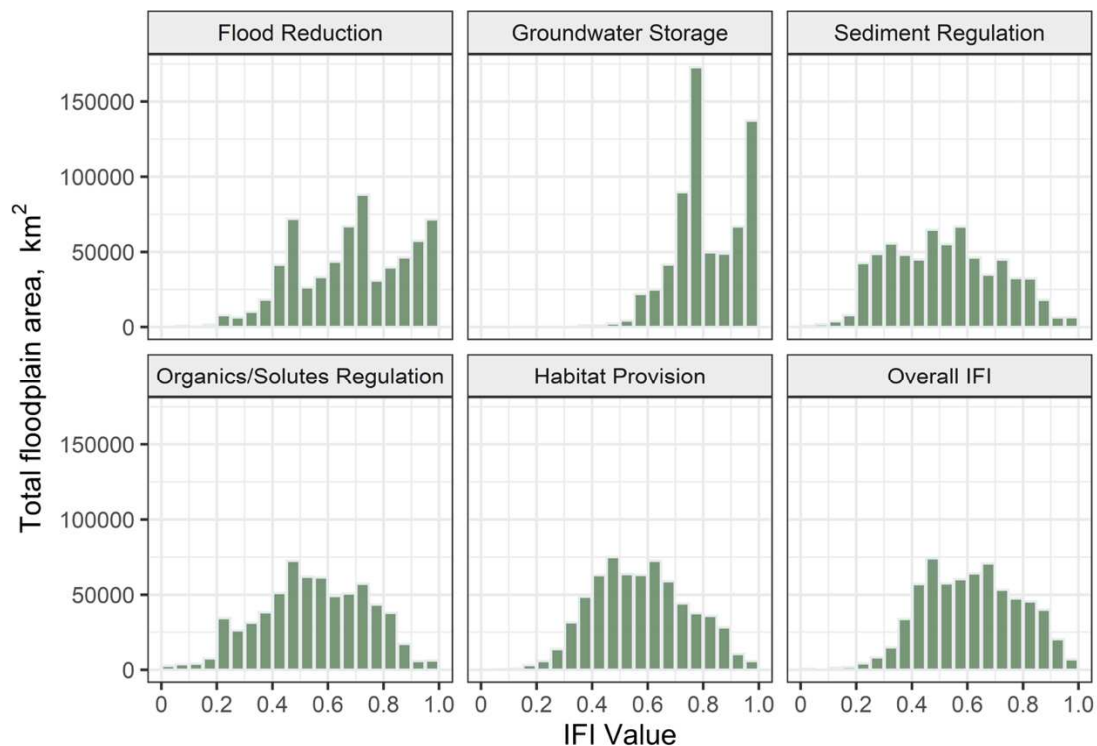 Flood Reduction
Groundwater Storage
Sediment Regulation
150000
100000
50000
0
Organics/Solutes Regulation
Habitat Provision
Overall IFI
150000
100000
50000
0
0 0.2 0.4 0.6 0.8 1.0
0 0.2 0.4 0.6 0.8 1.0
0 0.2 0.4 0.6 0.8 1.0
IFI Value
Total floodplain area, km²